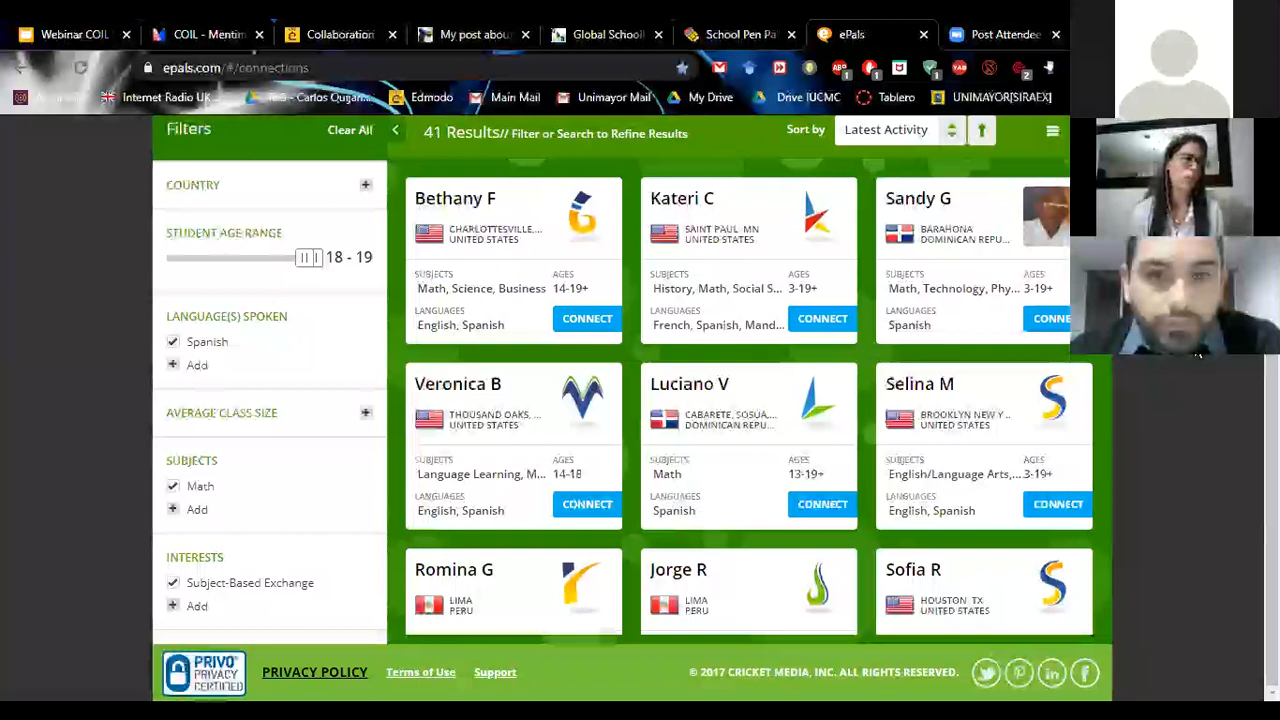 Webinar COIL
COIL - Mentim
Collaboration
My post abou
Global Schooll
School Pen Pa
ePals
Post Attendee
epals.com/#/connections
Internet Radio UK...
Carlos Quijan...
Edmodo
Main Mail
Unimayor Mail
My Drive
Drive IUCMC
Tablero
UNIMAYOR[SIRAEX]
Filters
Clear All
41 Results// Filter or Search to Refine Results
Sort by
Latest Activity
COUNTRY
STUDENT AGE RANGE
18 - 19
LANGUAGE(S) SPOKEN
Spanish
Add
AVERAGE CLASS SIZE
SUBJECTS
Math
Add
INTERESTS
Subject-Based Exchange
Add
Bethany F
CHARLOTTESVILLE,...
UNITED STATES
SUBJECTS
Math, Science, Business
AGES
14-19+
LANGUAGES
English, Spanish
CONNECT
Kateri C
SAINT PAUL, MN
UNITED STATES
SUBJECTS
History, Math, Social S...
AGES
3-19+
LANGUAGES
French, Spanish, Mand...
CONNECT
Sandy G
BARAHONA
DOMINICAN REPU...
SUBJECTS
Math, Technology, Phy...
AGES
3-19+
LANGUAGES
Spanish
CONNE
Veronica B
THOUSAND OAKS, ...
UNITED STATES
SUBJECTS
Language Learning, M...
AGES
14-18
LANGUAGES
English, Spanish
CONNECT
Luciano V
CABARETE, SOSUA,...
DOMINICAN REPU...
SUBJECTS
Math
AGES
13-19+
LANGUAGES
Spanish
CONNECT
Selina M
BROOKLYN NEW Y...
UNITED STATES
SUBJECTS
English/Language Arts,...
AGES
3-19+
LANGUAGES
English, Spanish
CONNECT
Romina G
LIMA
PERU
Jorge R
LIMA
PERU
Sofia R
HOUSTON, TX
UNITED STATES
PRIVO
PRIVACY
CERTIFIED
PRIVACY POLICY
Terms of Use
Support
© 2017 CRICKET MEDIA, INC. ALL RIGHTS RESERVED.